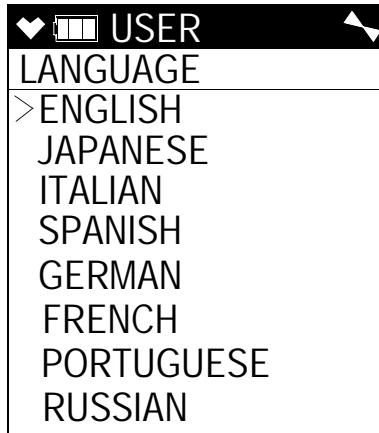 USER
LANGUAGE
>ENGLISH
JAPANESE
ITALIAN
SPANISH
GERMAN
FRENCH
PORTUGUESE
RUSSIAN